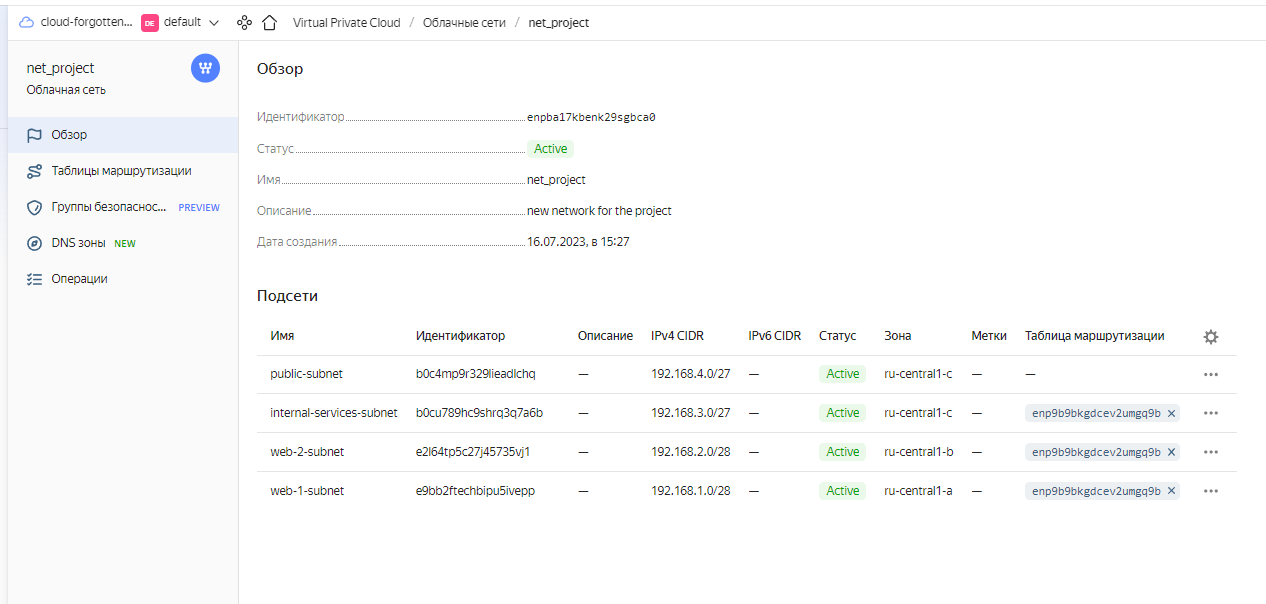 cloud-forgotten... DE default Virtual Private Cloud / Облачные сети / net_project
net_project
Облачная сеть
Обзор
Таблицы маршрутизации
Группы безопаснос... PREVIEW
DNS зоны NEW
Операции
Обзор
Идентификатор enpba17kbenk29sgbca0
Статус Active
Имя net_project
Описание new network for the project
Дата создания 16.07.2023, в 15:27
Подсети
Имя Идентификатор Описание IPv4 CIDR IPv6 CIDR Статус Зона Метки Таблица маршрутизации
public-subnet b0c4mp9r329lieadlchq — 192.168.4.0/27 — Active ru-central1-c — —
internal-services-subnet b0cu789hc9shrq3q7a6b — 192.168.3.0/27 — Active ru-central1-c — enp9b9bkgdcev2umgq9b
web-2-subnet e2l64tp5c27j45735vj1 — 192.168.2.0/28 — Active ru-central1-b — enp9b9bkgdcev2umgq9b
web-1-subnet e9bb2ftechbipu5ivepp — 192.168.1.0/28 — Active ru-central1-a — enp9b9bkgdcev2umgq9b